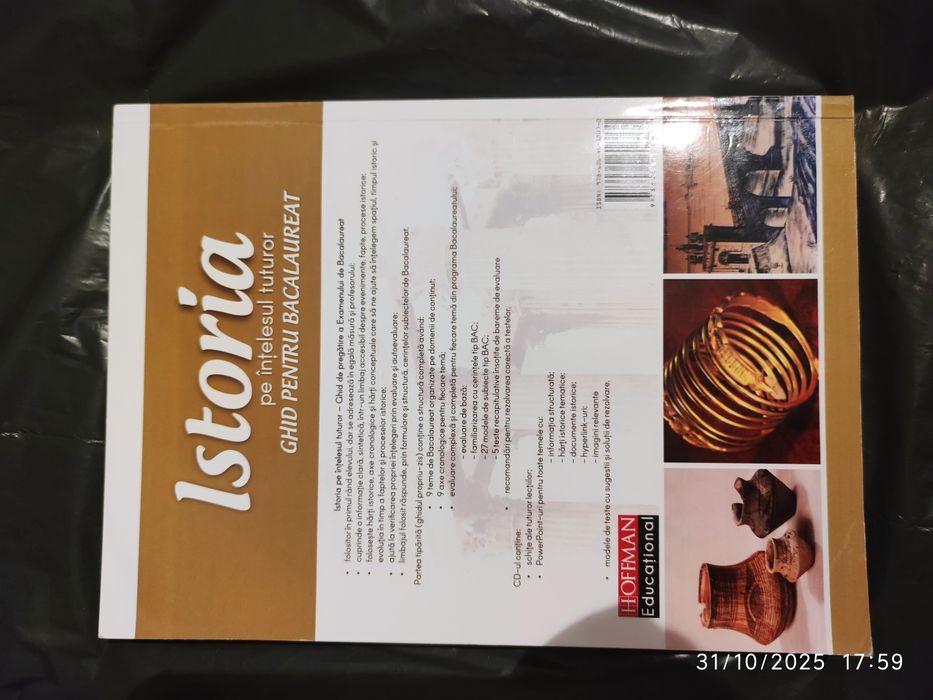 Istoria
pe înțelesul tuturor
GHID PENTRU BACALAUREAT
Istoria pe înțelesul tuturor – Ghid de pregătire a Examenului de Bacalaureat
• folositor în primul rând elevului, dar se adresează în egală măsură și profesorului;
• cuprinde o informație clară, sintetică, într-un limbaj accesibil despre evenimente, fapte, procese istorice;
• folosește hărți istorice, axe cronologice și hărți conceptuale care să ne ajute să înțelegem spațiul, timpul istoric și
evoluția în timp a faptelor și proceselor istorice;
• ajută la verificarea propriei înțelegeri prin evaluare și autoevaluare;
• limbajul folosit răspunde, prin formulare și structură, cerințelor subiectelor de Bacalaureat.
Partea tipărită (ghidul propriu-zis) conține o structură completă având:
• 9 teme de Bacalaureat organizate pe domenii de conținut;
• 9 axe cronologice pentru fiecare temă;
• evaluare complexă și completă pentru fiecare temă din programa Bacalaureatului;
- evaluare de bază;
- familiarizarea cu cerințele tip BAC;
- 27 modele de subiecte tip BAC;
- 5 teste recapitulative însoțite de bareme de evaluare
• recomandări pentru rezolvarea corectă a testelor.
CD-ul conține:
• schițe ale tuturor lecțiilor;
• PowerPoint-uri pentru toate temele cu:
- informația structurată;
- hărți istorice tematice;
- documente istorice;
- hyperlink-uri;
- imagini relevante
• modele de teste cu sugestii și soluții de rezolvare.
HOFFMAN
Educațional
ISBN: 978-606-
31/10/2025 17:59